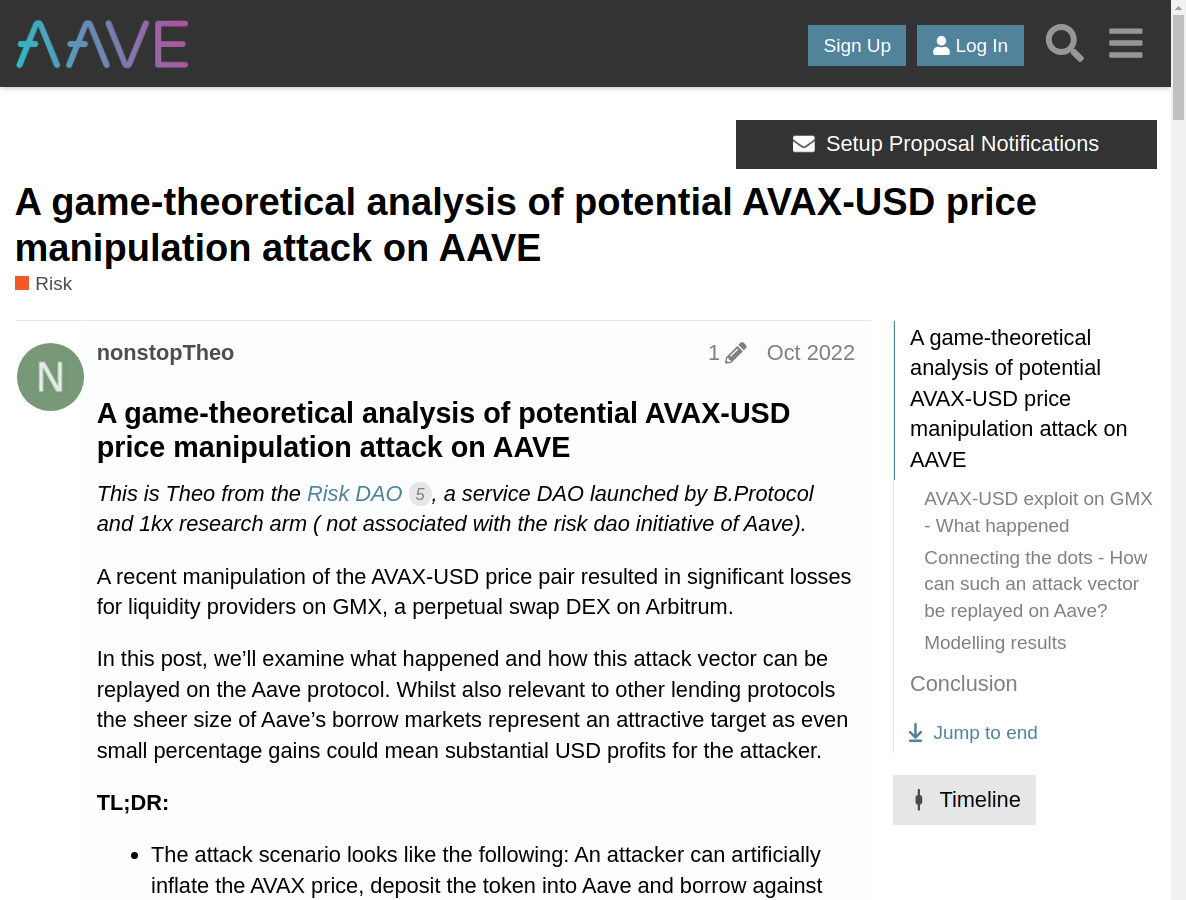 AAVE
Sign Up
Log In
Setup Proposal Notifications
A game-theoretical analysis of potential AVAX-USD price
manipulation attack on AAVE
Risk
N
nonstopTheo
1
Oct 2022
A game-theoretical analysis of potential AVAX-USD
price manipulation attack on AAVE
This is Theo from the Risk DAO 5, a service DAO launched by B.Protocol
and 1kx research arm ( not associated with the risk dao initiative of Aave).
A recent manipulation of the AVAX-USD price pair resulted in significant losses
for liquidity providers on GMX, a perpetual swap DEX on Arbitrum.
In this post, we’ll examine what happened and how this attack vector can be
replayed on the Aave protocol. Whilst also relevant to other lending protocols
the sheer size of Aave’s borrow markets represent an attractive target as even
small percentage gains could mean substantial USD profits for the attacker.
TL;DR:
• The attack scenario looks like the following: An attacker can artificially
inflate the AVAX price, deposit the token into Aave and borrow against
A game-theoretical
analysis of potential
AVAX-USD price
manipulation attack on
AAVE
AVAX-USD exploit on GMX
- What happened
Connecting the dots - How
can such an attack vector
be replayed on Aave?
Modelling results
Conclusion
Jump to end
Timeline